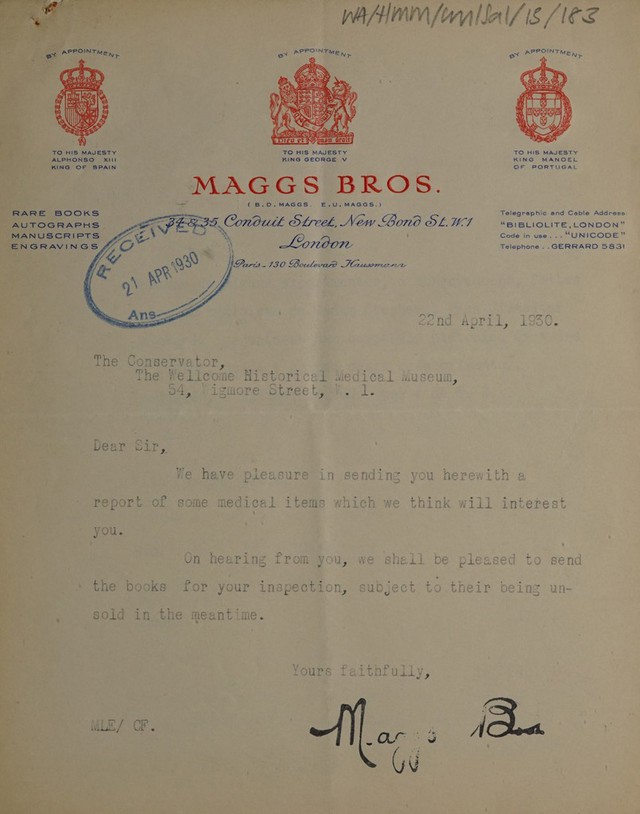 WA/HMM/CM/Sal/15/183
BY APPOINTMENT
TO HIS MAJESTY
ALPHONSO XIII
KING OF SPAIN
BY APPOINTMENT
DIEU et mon droit
TO HIS MAJESTY
KING GEORGE V
BY APPOINTMENT
TO HIS MAJESTY
KING MANOEL
OF PORTUGAL
MAGGS BROS.
( B.D. MAGGS. E.U. MAGGS.)
RARE BOOKS
AUTOGRAPHS
MANUSCRIPTS
ENGRAVINGS
34 & 35 Conduit Street, New Bond St. W.1
London
Paris - 130 Boulevard Haussmann
Telegraphic and Cable Address
"BIBLIOLITE, LONDON"
Code in use ... "UNICODE"
Telephone .. GERRARD 5831
RECEIVED
21 APR 1930
Ans
22nd April, 1930.
The Conservator,
The Wellcome Historical Medical Museum,
54, Wigmore Street, W. 1.
Dear Sir,
We have pleasure in sending you herewith a
report of some medical items which we think will interest
you.
On hearing from you, we shall be pleased to send
the books for your inspection, subject to their being un-
sold in the meantime.
Yours faithfully,
Maggs Bros
MLE/ CF.